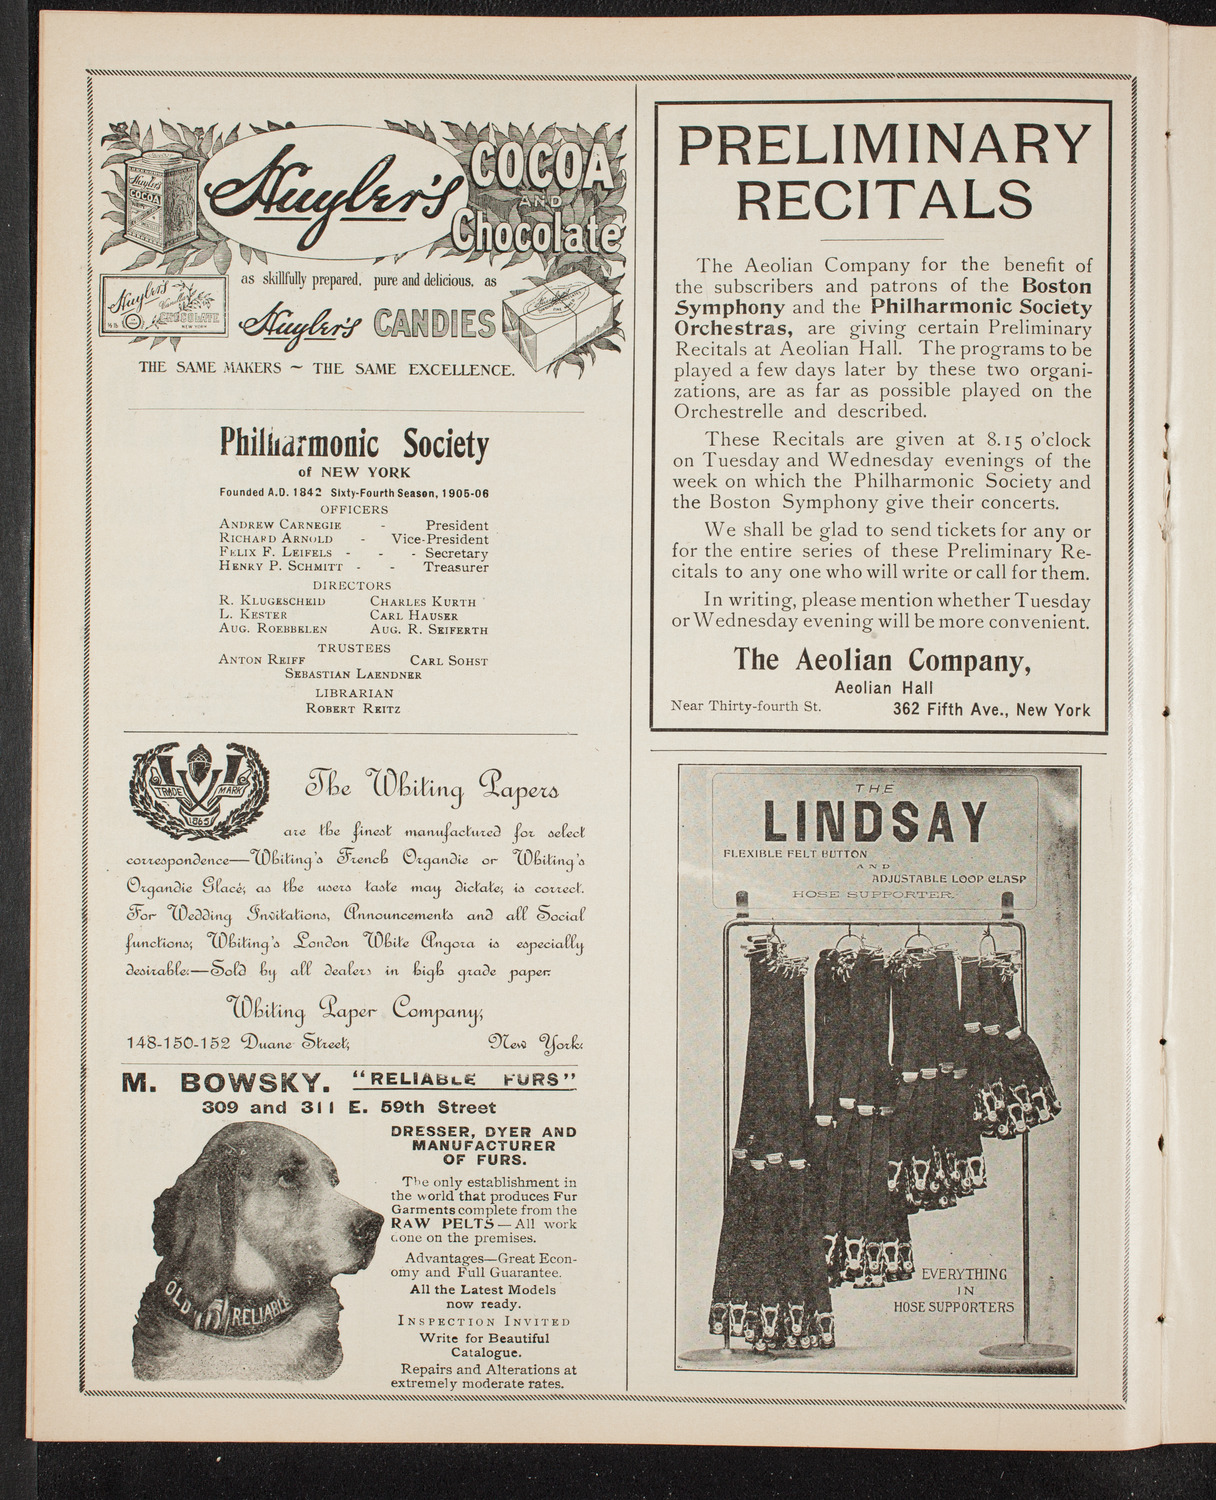 Huyler's
COCOA
AND
Chocolate
Huyler's
COCOA
Huyler's
CHOCOLATE
NEW YORK
as skillfully prepared, pure and delicious, as
Huyler's CANDIES
THE SAME MAKERS ~ THE SAME EXCELLENCE.
Philharmonic Society
of NEW YORK
Founded A.D. 1842 Sixty-Fourth Season, 1905-06
OFFICERS
ANDREW CARNEGIE - President
RICHARD ARNOLD - Vice-President
FELIX F. LEIFELS - - - Secretary
HENRY P. SCHMITT - - Treasurer
DIRECTORS
R. KLUGESCHEID CHARLES KURTH
L. KESTER CARL HAUSER
AUG. ROEBBELEN AUG. R. SEIFERTH
TRUSTEES
ANTON REIFF CARL SOHST
SEBASTIAN LAENDNER
LIBRARIAN
ROBERT REITZ
TRADE MARK
1865
The Whiting Papers
are the finest manufactured for select
correspondence—Whiting's French Organdie or Whiting's
Organdie Glacé; as the users taste may dictate; is correct.
For Wedding Invitations, Announcements and all Social
functions; Whiting's London White Angora is especially
desirable:—Sold by all dealers in high grade paper.
Whiting Paper Company;
148-150-152 Duane Street; New York:
M. BOWSKY. "RELIABLE FURS"
309 and 311 E. 59th Street
DRESSER, DYER AND
MANUFACTURER
OF FURS.
The only establishment in
the world that produces Fur
Garments complete from the
RAW PELTS—All work
done on the premises.
Advantages—Great Econ-
omy and Full Guarantee.
All the Latest Models
now ready.
INSPECTION INVITED
Write for Beautiful
Catalogue.
Repairs and Alterations at
extremely moderate rates.
OLD RELIABLE
PRELIMINARY
RECITALS
The Aeolian Company for the benefit of
the subscribers and patrons of the Boston
Symphony and the Philharmonic Society
Orchestras, are giving certain Preliminary
Recitals at Aeolian Hall. The programs to be
played a few days later by these two organi-
zations, are as far as possible played on the
Orchestrelle and described.
These Recitals are given at 8.15 o'clock
on Tuesday and Wednesday evenings of the
week on which the Philharmonic Society and
the Boston Symphony give their concerts.
We shall be glad to send tickets for any or
for the entire series of these Preliminary Re-
citals to any one who will write or call for them.
In writing, please mention whether Tuesday
or Wednesday evening will be more convenient.
The Aeolian Company,
Aeolian Hall
Near Thirty-fourth St. 362 Fifth Ave., New York
THE
LINDSAY
FLEXIBLE FELT BUTTON
AND
ADJUSTABLE LOOP CLASP
HOSE SUPPORTER.
EVERYTHING
IN
HOSE SUPPORTERS